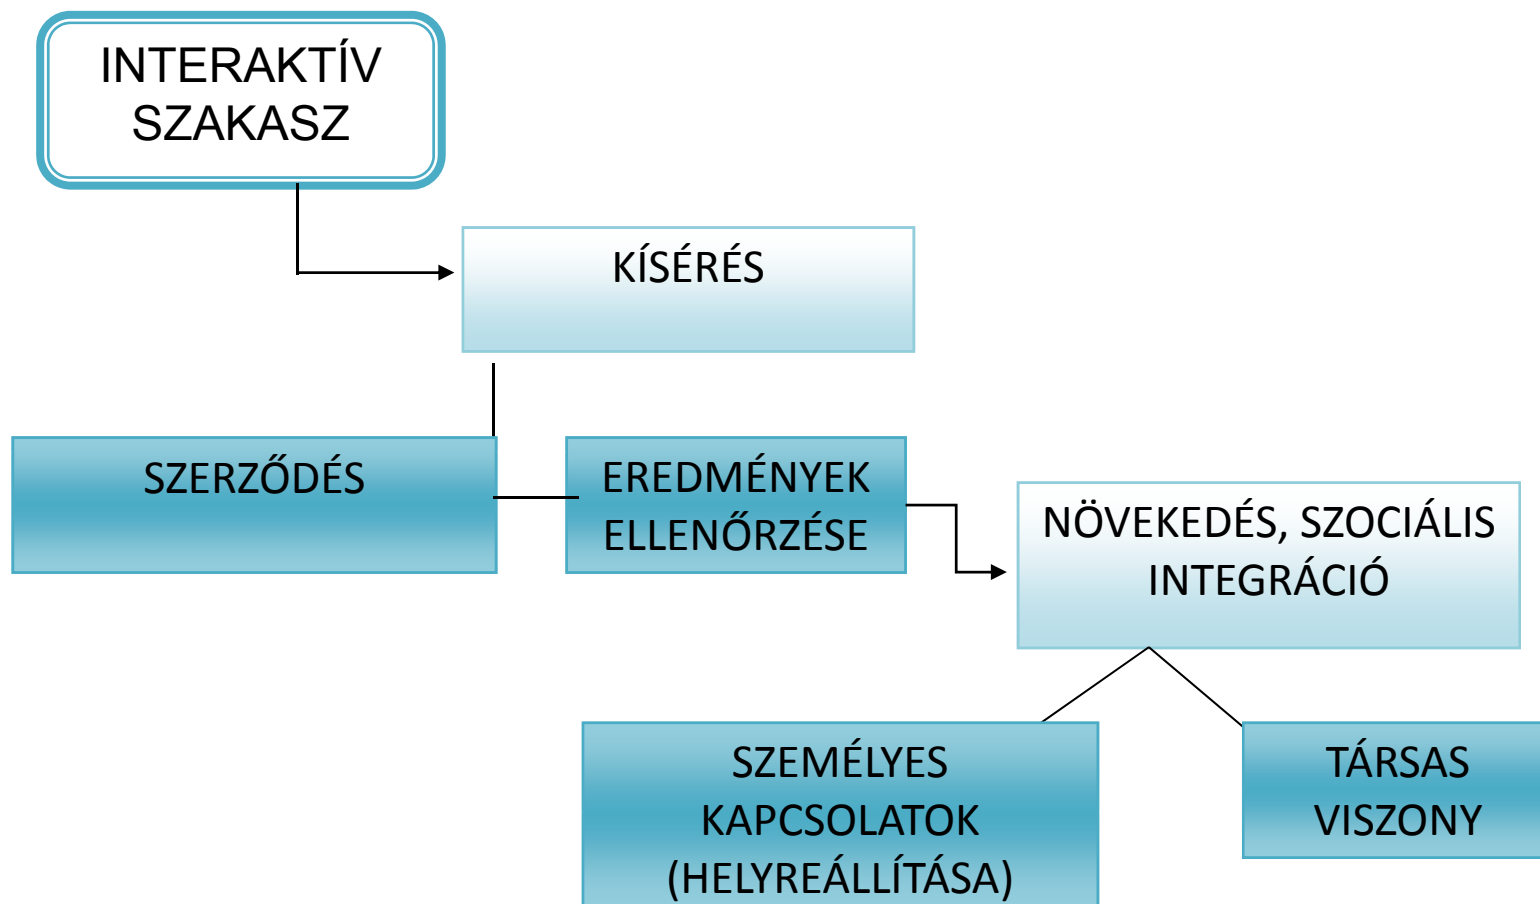 INTERAKTÍV
SZAKASZ
KÍSÉRÉS
SZERZŐDÉS
EREDMÉNYEK
ELLENŐRZÉSE
NÖVEKEDÉS, SZOCIÁLIS
INTEGRÁCIÓ
SZEMÉLYES
KAPCSOLATOK
(HELYREÁLLÍTÁSA)
TÁRSAS
VISZONY